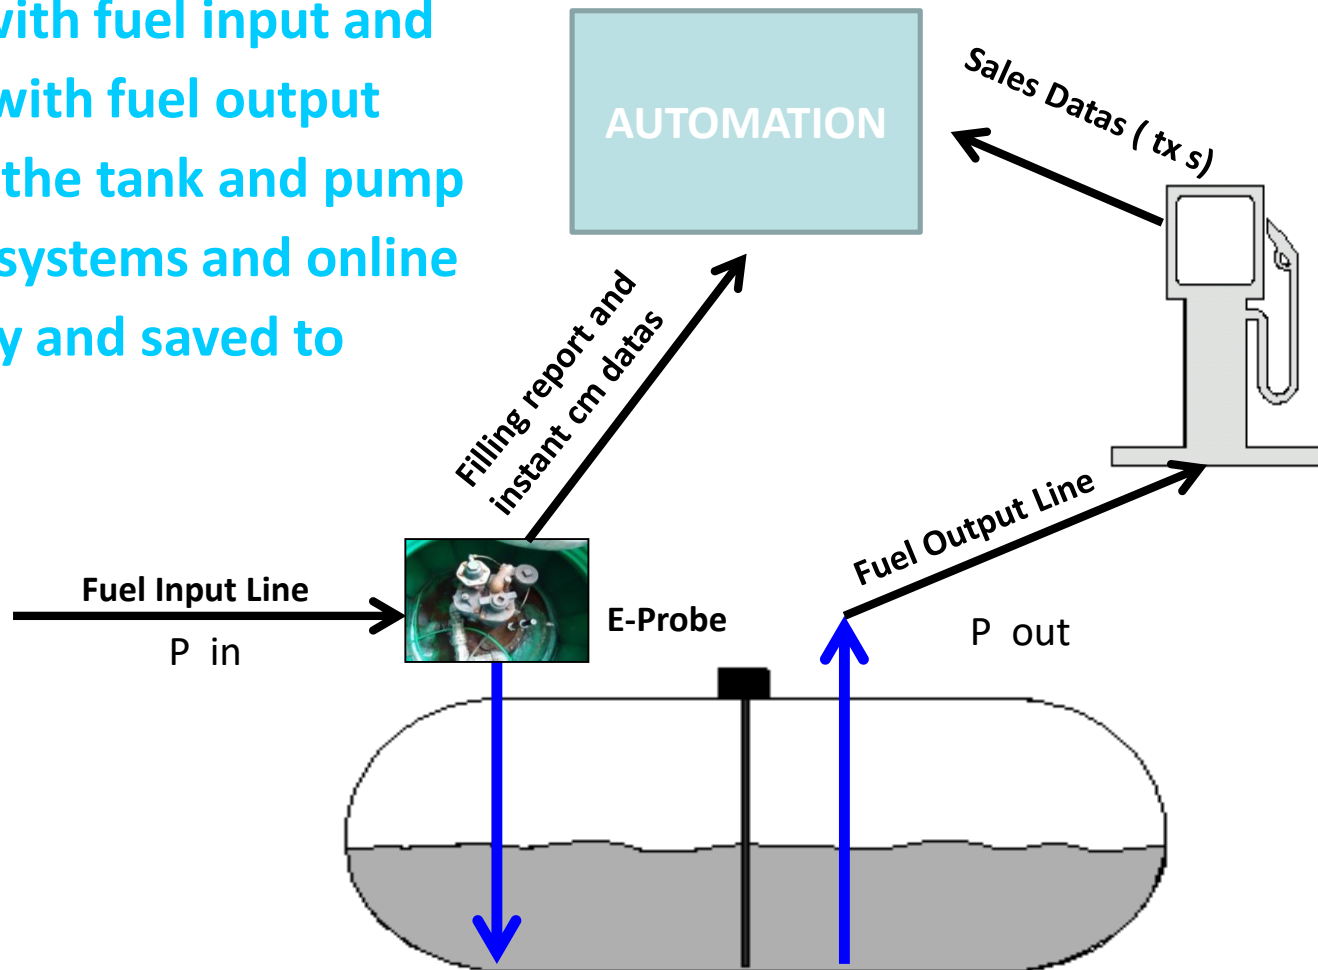 with fuel input and
with fuel output
the tank and pump
systems and online
y and saved to
AUTOMATION
Sales Datas ( tx s)
Filling report and
instant cm datas
Fuel Input Line
P in
E-Probe
Fuel Output Line
P out